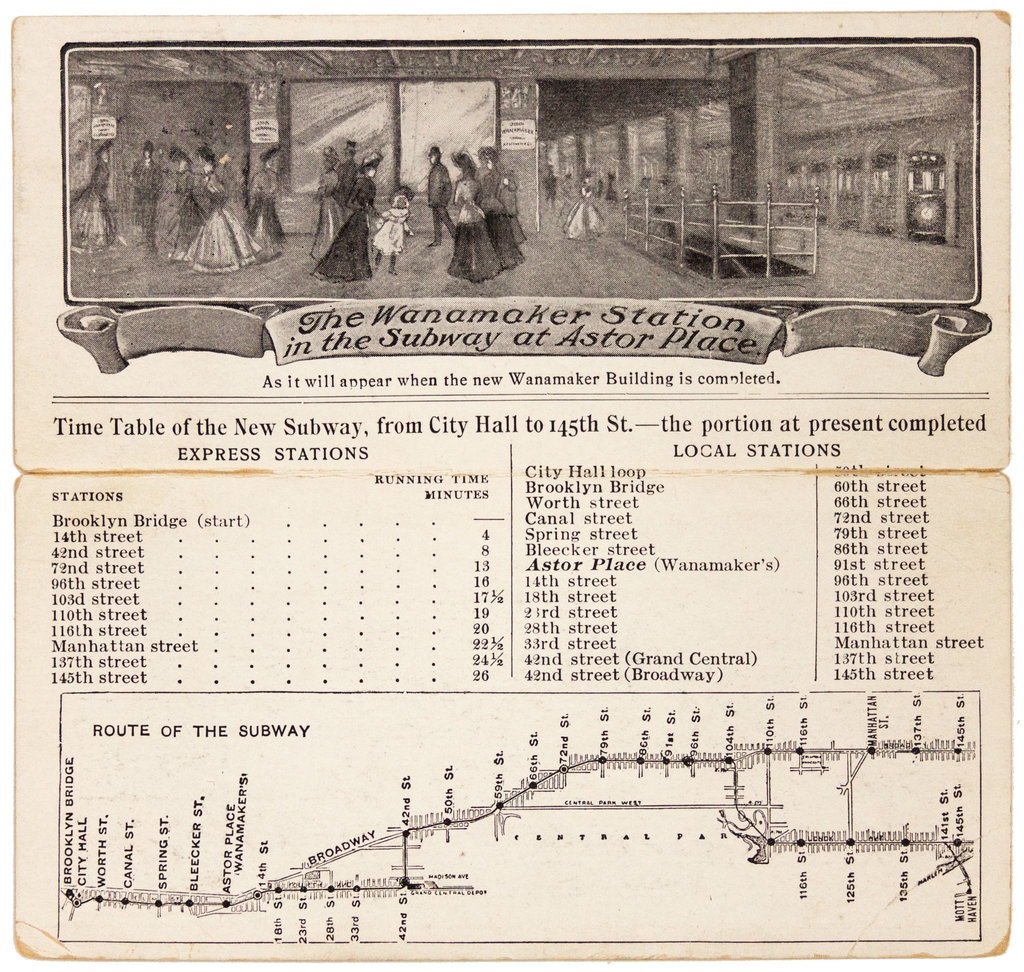 The Wanamaker Station
in the Subway at Astor Place.
As it will appear when the new Wanamaker Building is completed.
Time Table of the New Subway, from City Hall to 145th St.—the portion at present completed
EXPRESS STATIONS
STATIONS
RUNNING TIME
MINUTES
Brooklyn Bridge (start) . . . . . —
14th street . . . . . . . . 4
42nd street . . . . . . . . 8
72nd street . . . . . . . . 13
96th street . . . . . . . . 16
103d street . . . . . . . . 17½
110th street . . . . . . . . 19
116th street . . . . . . . . 20
Manhattan street . . . . . . . 22½
137th street . . . . . . . . 24½
145th street . . . . . . . . 26
LOCAL STATIONS
City Hall loop
Brooklyn Bridge
Worth street
Canal street
Spring street
Bleecker street
Astor Place (Wanamaker's)
14th street
18th street
23rd street
28th street
33rd street
42nd street (Grand Central)
42nd street (Broadway)
60th street
66th street
72nd street
79th street
86th street
91st street
96th street
103rd street
110th street
116th street
Manhattan street
137th street
145th street
ROUTE OF THE SUBWAY
BROOKLYN BRIDGE
CITY HALL
WORTH ST.
CANAL ST.
SPRING ST.
BLEECKER ST.
ASTOR PLACE
WANAMAKER'S
14th St.
18th St.
23rd St.
28th St.
33rd St.
42nd St.
BROADWAY
MADISON AVE
GRAND CENTRAL DEPOT
42nd St.
50th St.
59th St.
66th St.
72nd St.
79th St.
86th St.
91st St.
96th St.
104th St.
110th St.
116th St.
MANHATTAN
ST.
137th St.
145th St.
CENTRAL PARK WEST
CENTRAL PARK
116th St.
125th St.
135th St.
141st St.
145th St.
HARLEM
MOTT
HAVEN